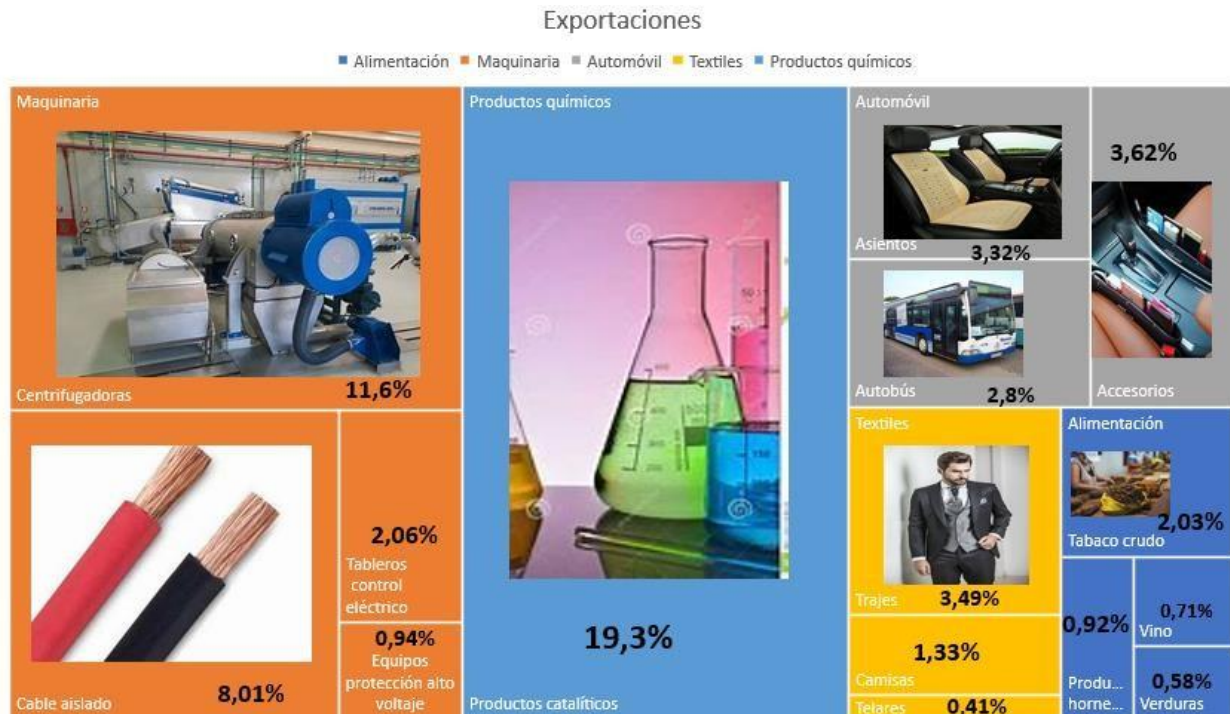 Exportaciones
Alimentación Maquinaria Automóvil Textiles Productos químicos
Maquinaria
Centrifugadoras
11,6%
Cable aislado
8,01%
2,06%
Tableros
control
eléctrico
0,94%
Equipos
protección alto
voltaje
Productos químicos
19,3%
Productos catalíticos
Automóvil
Asientos
3,32%
Autobús
2,8%
3,62%
Accesorios
Textiles
Trajes
3,49%
1,33%
Camisas
Telares
0,41%
Alimentación
2,03%
Tabaco crudo
0,92%
Produ...
horne...
0,71%
Vino
0,58%
Verduras